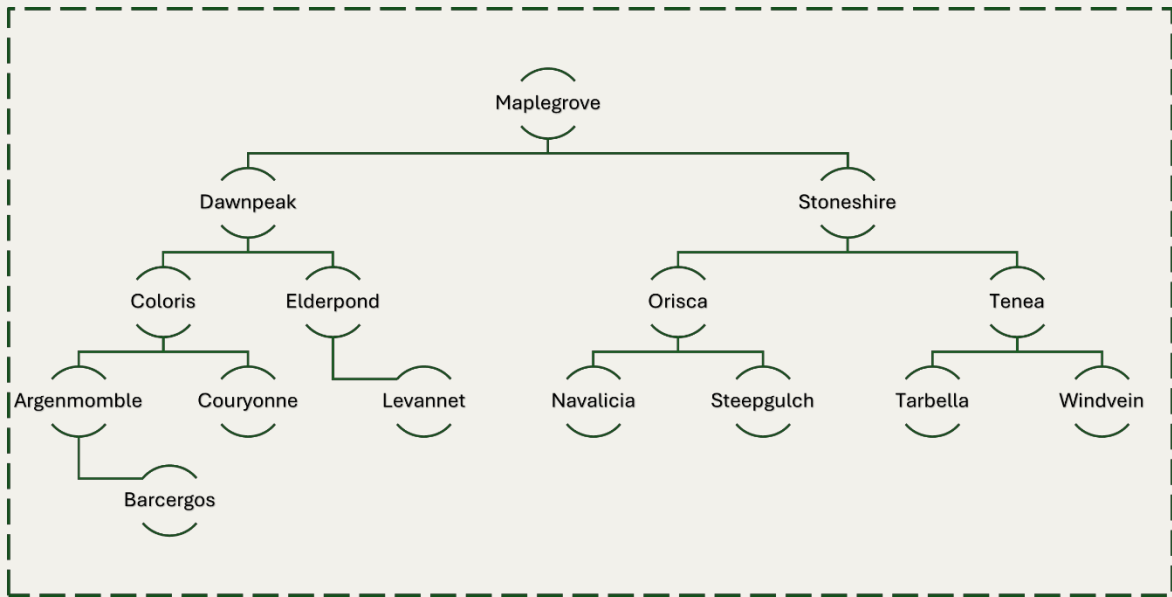 Maplegrove
Dawnpeak
Stoneshire
Coloris
Elderpond
Orisca
Tenea
Argenmomble
Couryonne
Levannet
Navalicia
Steepgulch
Tarbella
Windvein
Barcergos